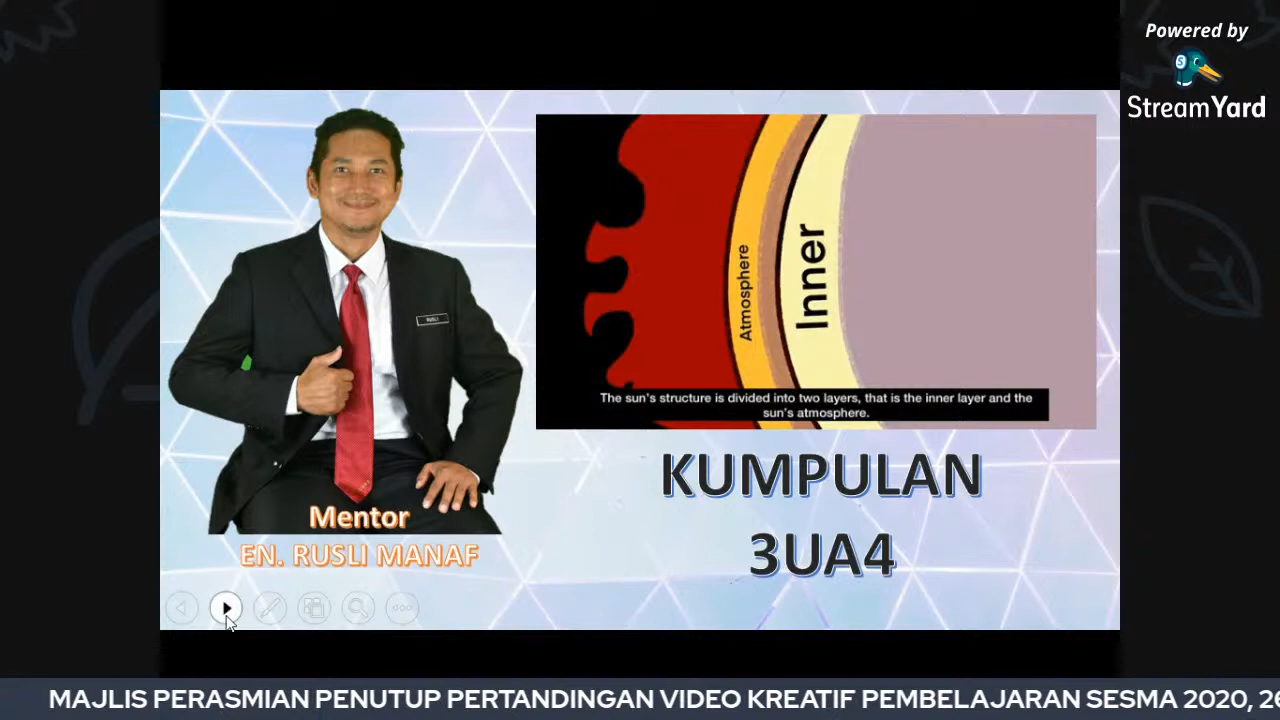 Powered by
StreamYard
RUSLI
Atmosphere
Inner
The sun's structure is divided into two layers, that is the inner layer and the
sun's atmosphere.
Mentor
EN. RUSLI MANAF
KUMPULAN
3UA4
MAJLIS PERASMIAN PENUTUP PERTANDINGAN VIDEO KREATIF PEMBELAJARAN SESMA 2020, 26